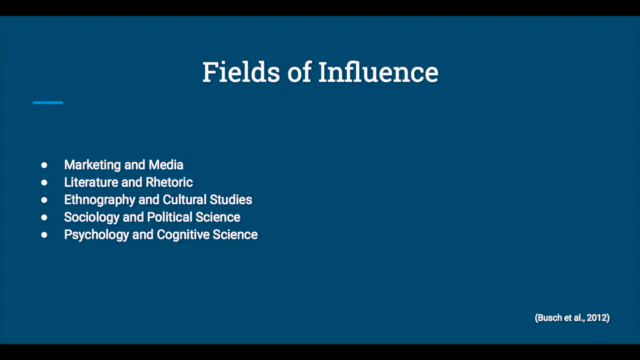 Fields of Influence
● Marketing and Media
● Literature and Rhetoric
● Ethnography and Cultural Studies
● Sociology and Political Science
● Psychology and Cognitive Science
(Busch et al., 2012)